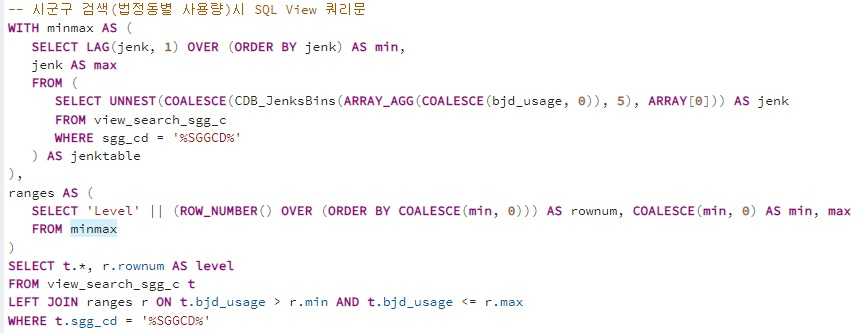 -- 시군구 검색(법정동별 사용량)시 SQL View 쿼리문
WITH minmax AS (
SELECT LAG(jenk, 1) OVER (ORDER BY jenk) AS min,
jenk AS max
FROM (
SELECT UNNEST(COALESCE(CDB_JenksBins(ARRAY_AGG(COALESCE(bjd_usage, 0)), 5), ARRAY[0])) AS jenk
FROM view_search_sgg_c
WHERE sgg_cd = '%SGGCD%'
) AS jenktable
),
ranges AS (
SELECT 'Level' || (ROW_NUMBER() OVER (ORDER BY COALESCE(min, 0))) AS rownum, COALESCE(min, 0) AS min, max
FROM minmax
)
SELECT t.*, r.rownum AS level
FROM view_search_sgg_c t
LEFT JOIN ranges r ON t.bjd_usage > r.min AND t.bjd_usage <= r.max
WHERE t.sgg_cd = '%SGGCD%'